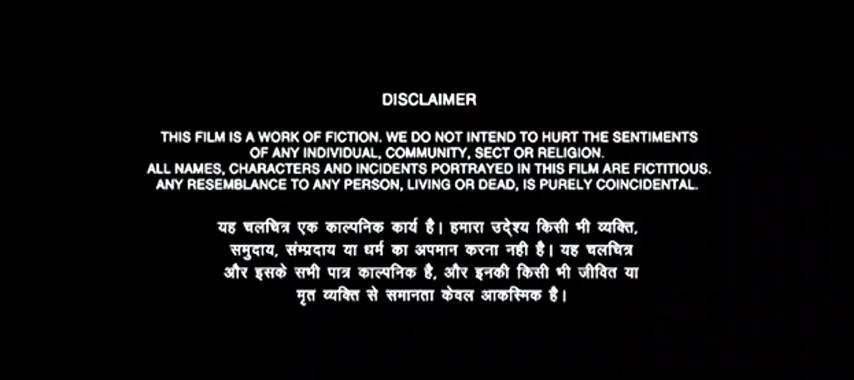 DISCLAIMER
THIS FILM IS A WORK OF FICTION. WE DO NOT INTEND TO HURT THE SENTIMENTS
OF ANY INDIVIDUAL, COMMUNITY, SECT OR RELIGION.
ALL NAMES, CHARACTERS AND INCIDENTS PORTRAYED IN THIS FILM ARE FICTITIOUS.
ANY RESEMBLANCE TO ANY PERSON, LIVING OR DEAD, IS PURELY COINCIDENTAL.
यह चलचित्र एक काल्पनिक कार्य है। हमारा उद्देश्य किसी भी व्यक्ति,
समुदाय, संम्प्रदाय या धर्म का अपमान करना नही है। यह चलचित्र
और इसके सभी पात्र काल्पनिक है, और इनकी किसी भी जीवित या
मृत व्यक्ति से समानता केवल आकस्मिक है।